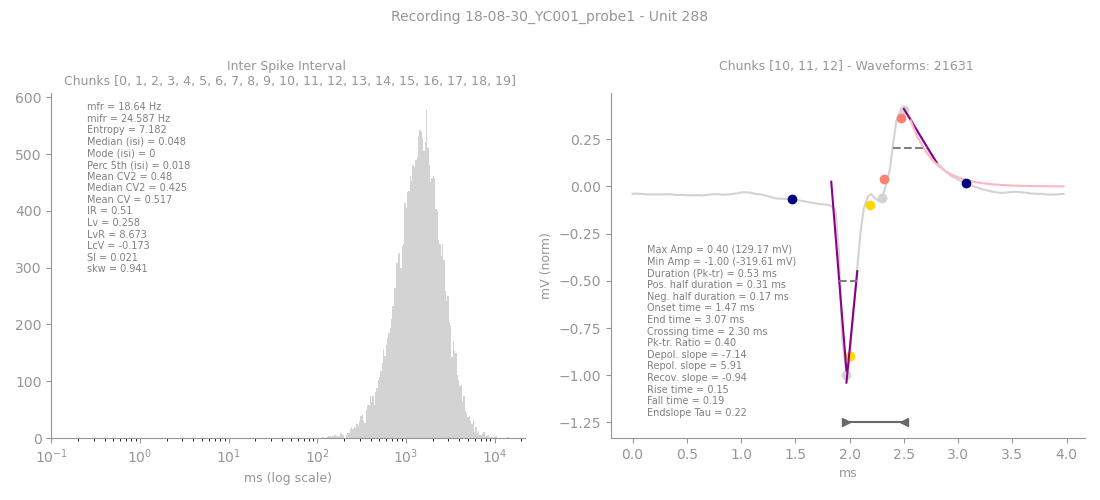 Recording 18-08-30_YC001_probe1 - Unit 288
Inter Spike Interval
Chunks [0, 1, 2, 3, 4, 5, 6, 7, 8, 9, 10, 11, 12, 13, 14, 15, 16, 17, 18, 19]
600
500
400
300
200
100
0
mfr = 18.64 Hz
mifr = 24.587 Hz
Entropy = 7.182
Median (isi) = 0.048
Mode (isi) = 0
Perc 5th (isi) = 0.018
Mean CV2 = 0.48
Median CV2 = 0.425
Mean CV = 0.517
IR = 0.51
Lv = 0.258
LvR = 8.673
LcV = -0.173
SI = 0.021
skw = 0.941
10⁻¹ 10⁰ 10¹ 10² 10³ 10⁴
ms (log scale)
Chunks [10, 11, 12] - Waveforms: 21631
mV (norm)
0.25
0.00
−0.25
−0.50
−0.75
−1.00
−1.25
Max Amp = 0.40 (129.17 mV)
Min Amp = -1.00 (-319.61 mV)
Duration (Pk-tr) = 0.53 ms
Pos. half duration = 0.31 ms
Neg. half duration = 0.17 ms
Onset time = 1.47 ms
End time = 3.07 ms
Crossing time = 2.30 ms
Pk-tr. Ratio = 0.40
Depol. slope = -7.14
Repol. slope = 5.91
Recov. slope = -0.94
Rise time = 0.15
Fall time = 0.19
Endslope Tau = 0.22
0.0 0.5 1.0 1.5 2.0 2.5 3.0 3.5 4.0
ms